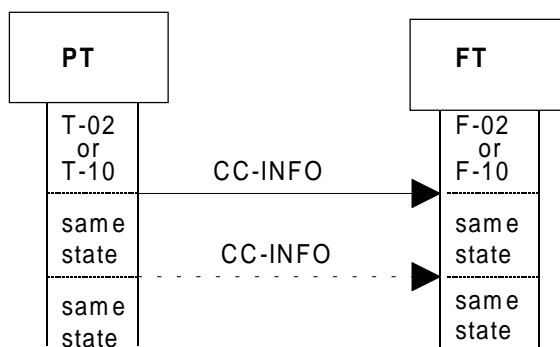 PT
FT
T-02
or
T-10
F-02
or
F-10
CC-INFO
same
state
same
state
CC-INFO
same
state
same
state